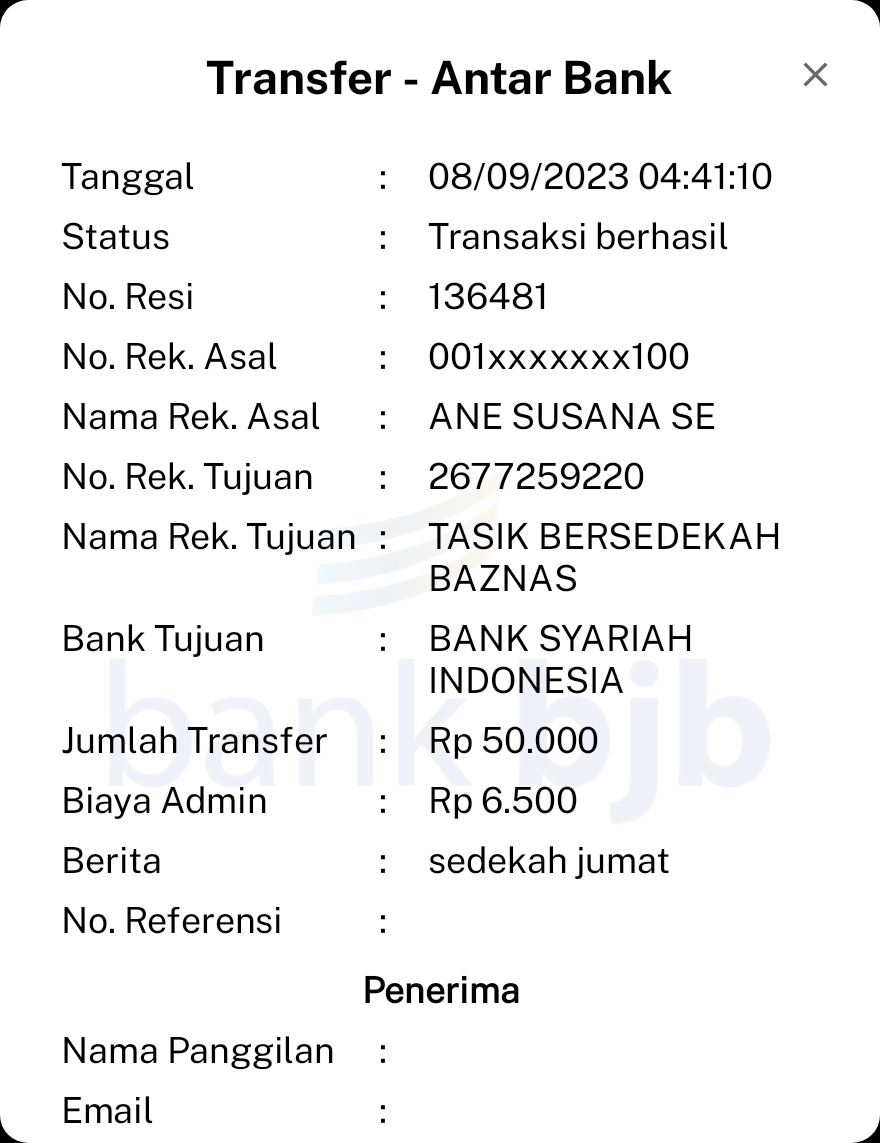 Transfer - Antar Bank
Tanggal : 08/09/2023 04:41:10
Status : Transaksi berhasil
No. Resi : 136481
No. Rek. Asal : 001xxxxxxx100
Nama Rek. Asal : ANE SUSANA SE
No. Rek. Tujuan : 2677259220
Nama Rek. Tujuan : TASIK BERSEDEKAH
BAZNAS
Bank Tujuan : BANK SYARIAH
INDONESIA
bank bjb
Jumlah Transfer : Rp 50.000
Biaya Admin : Rp 6.500
Berita : sedekah jumat
No. Referensi :
Penerima
Nama Panggilan :
Email :